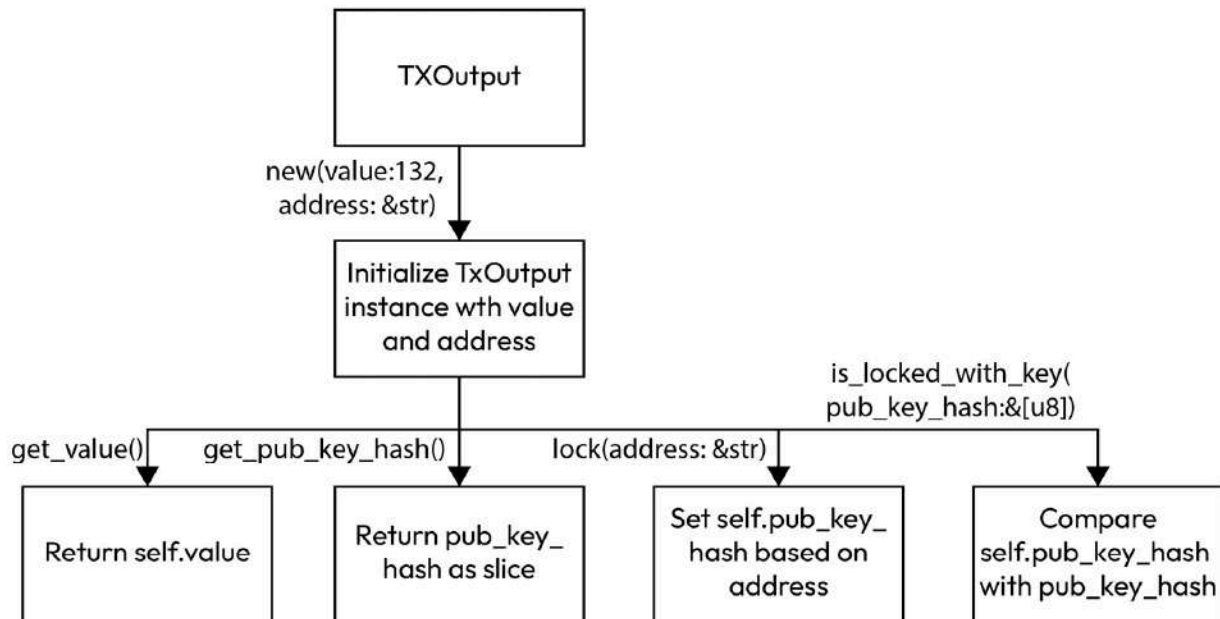 TXOutput
new(value:132,
address: &str)
Initialize TxOutput
instance wth value
and address
is_locked_with_key(
pub_key_hash:&[u8])
get_value()
get_pub_key_hash()
lock(address: &str)
Return self.value
Return pub_key_
hash as slice
Set self.pub_key_
hash based on
address
Compare
self.pub_key_hash
with pub_key_hash